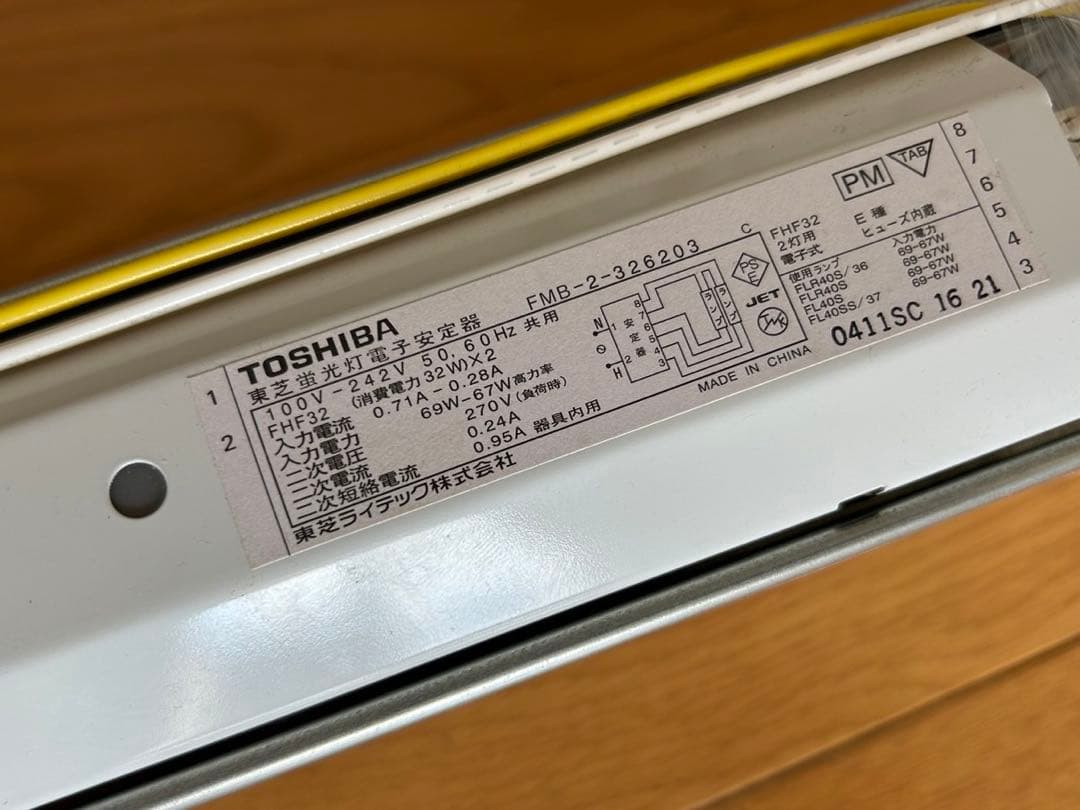 1
2
TOSHIBA
東芝蛍光灯電子安定器 FMB-2-326203
100V-242V 50,60Hz 共用
FHF32 (消費電力32W)×2
入力電流 0.71A-0.28A
入力電力 69W-67W 高力率
二次電圧 270V(負荷時)
二次電流 0.24A
二次短絡電流 0.95A 器具内用
東芝ライテック株式会社
N
H
1
2
安定器
8
7
6
5
4
3
ランプ
ランプ
C
PS
E
JET
MADE IN CHINA
PM
TAB
FHF32 E種
2灯用 ヒューズ内蔵
電子式
使用ランプ 入力電力
FLR40S/36 69-67W
FLR40S 69-67W
FL40S 69-67W
FL40SS/37 69-67W
0411SC 16 21
8
7
6
5
4
3